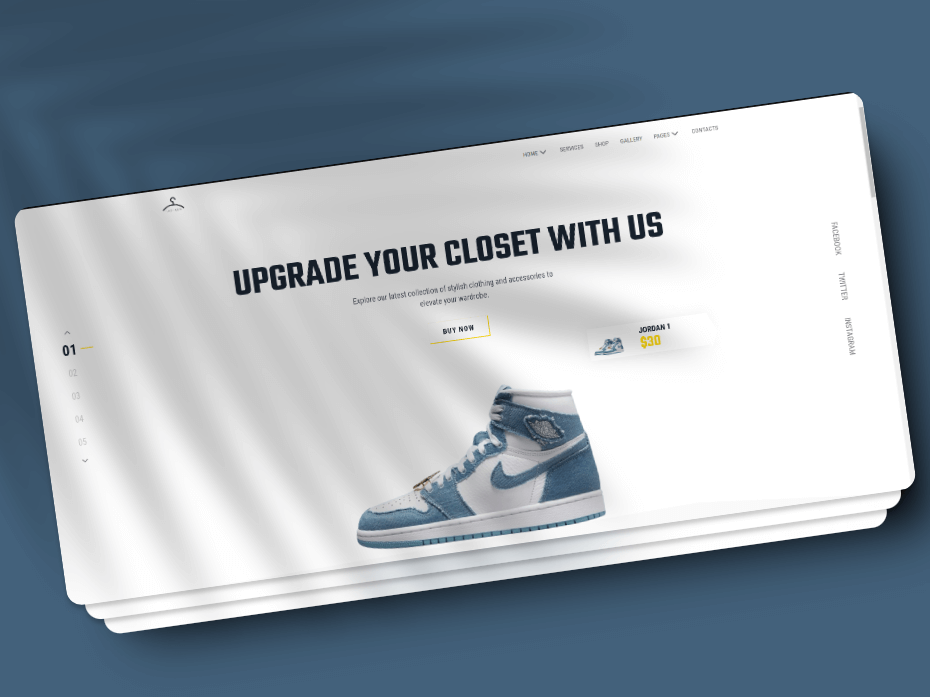 HOME SERVICES SHOP GALLERY PAGES CONTACTS
UPGRADE YOUR CLOSET WITH US
Explore our latest collection of stylish clothing and accessories to
elevate your wardrobe.
BUY NOW
JORDAN 1
$30
01
02
03
04
05
FACEBOOK
TWITTER
INSTAGRAM